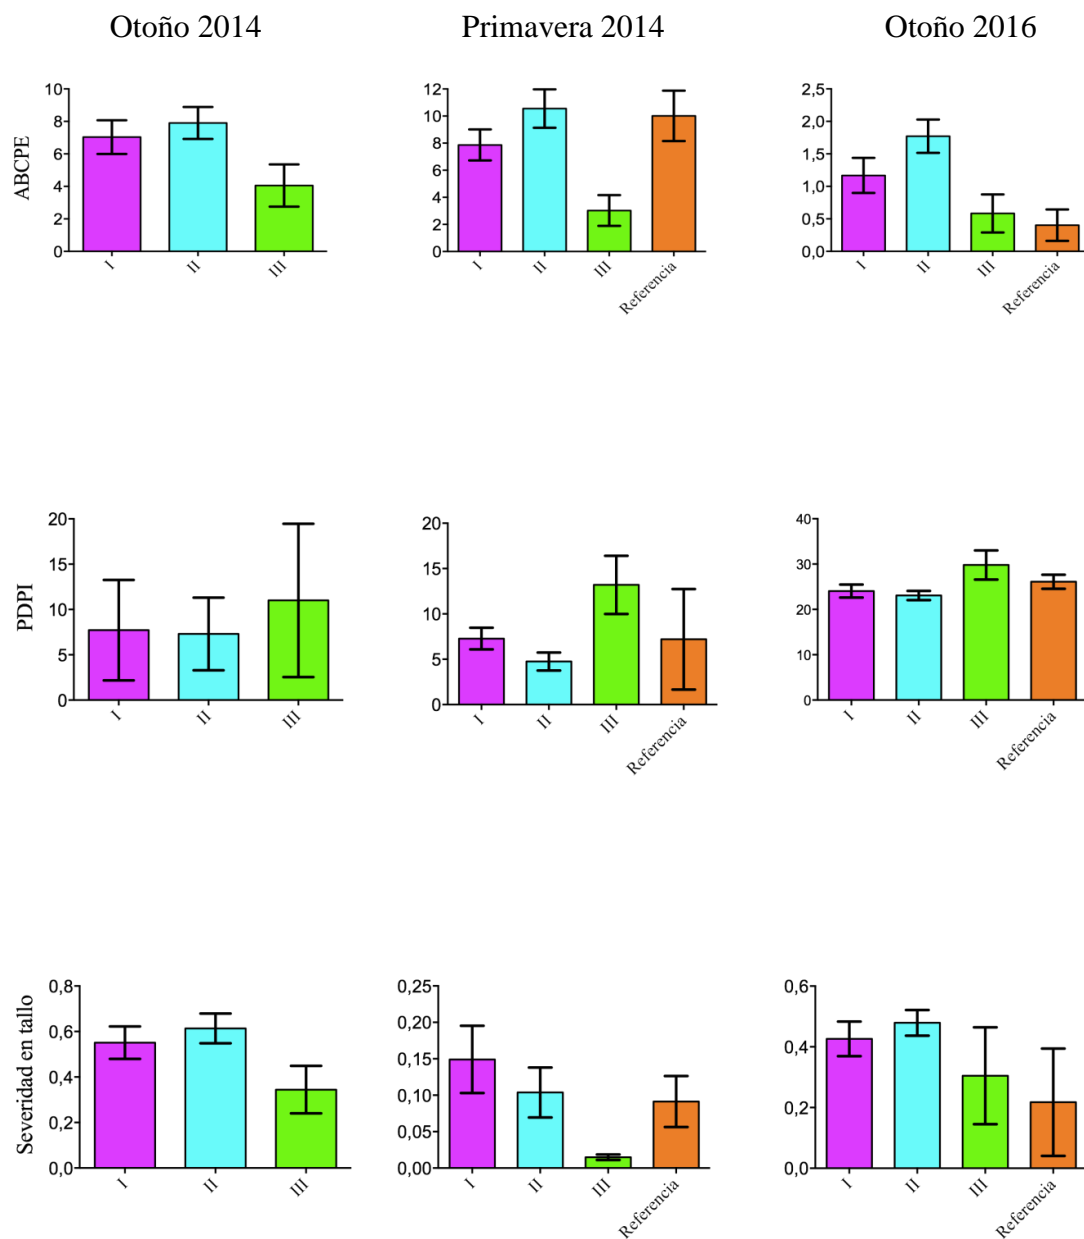 Otoño 2014
Primavera 2014
Otoño 2016
ABCPE
10
8
6
4
2
0
I
II
III
12
10
8
6
4
2
0
I
II
III
Referencia
2,5
2,0
1,5
1,0
0,5
0,0
I
II
III
Referencia
PDPI
20
15
10
5
0
I
II
III
20
15
10
5
0
I
II
III
Referencia
40
30
20
10
0
I
II
III
Referencia
Severidad en tallo
0,8
0,6
0,4
0,2
0,0
I
II
III
0,25
0,20
0,15
0,10
0,05
0,00
I
II
III
Referencia
0,6
0,4
0,2
0,0
I
II
III
Referencia